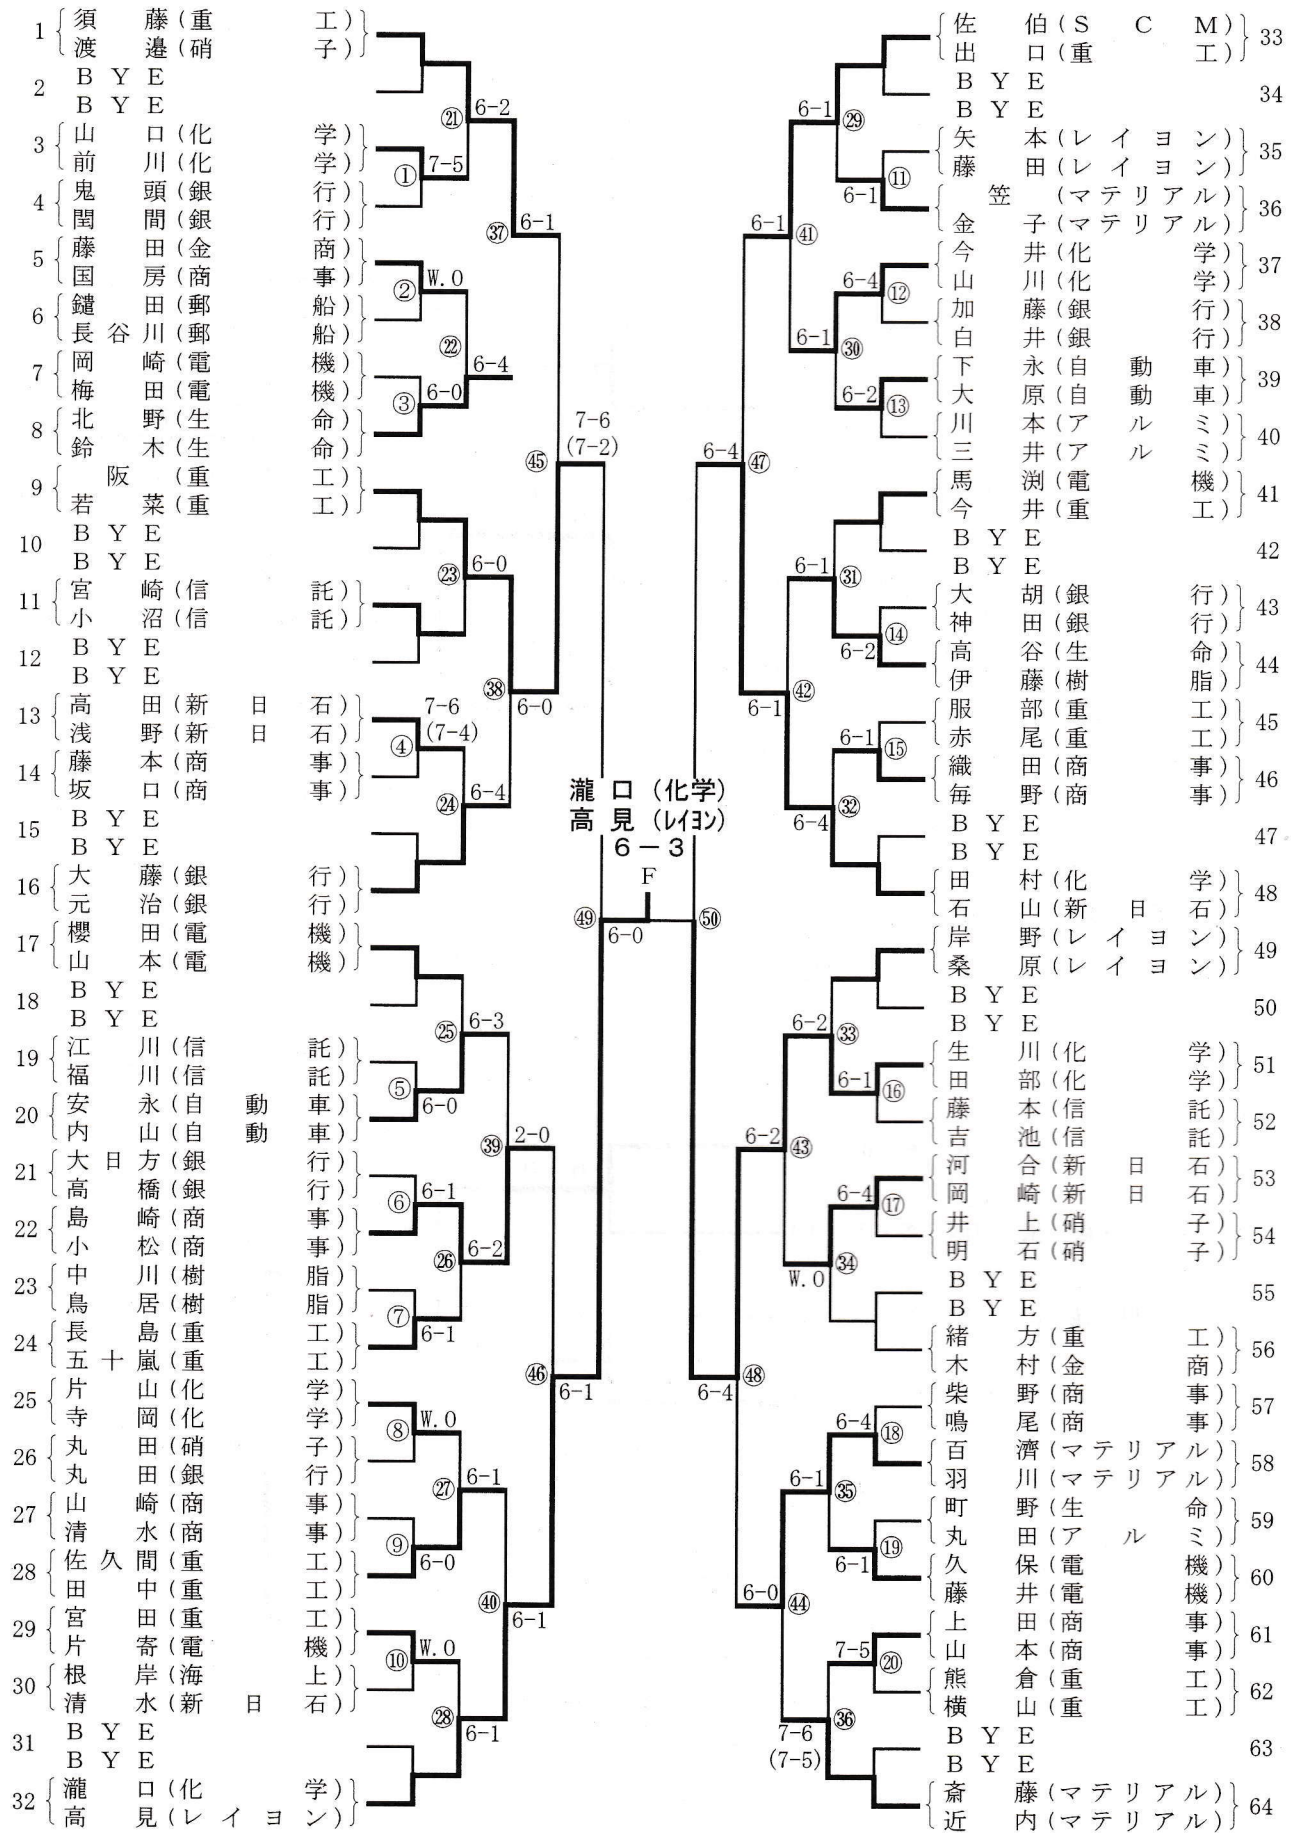 1 須藤(重工)
渡邉(硝子)
2 BYE
BYE
3 山口(化学)
前川(化学)
4 鬼頭(銀行)
閏間(銀行)
5 藤田(金商)
国房(商事)
6 鑓田(郵船)
長谷川(郵船)
7 岡崎(電機)
梅田(電機)
8 北野(生命)
鈴木(生命)
9 阪(重工)
若菜(重工)
10 BYE
BYE
11 宮崎(信託)
小沼(信託)
12 BYE
BYE
13 高田(新日石)
浅野(新日石)
14 藤本(商事)
坂口(商事)
15 BYE
BYE
16 大藤(銀行)
元治(銀行)
17 櫻田(電機)
山本(電機)
18 BYE
BYE
19 江川(信託)
福川(信託)
20 安永(自動車)
内山(自動車)
21 大日方(銀行)
高橋(銀行)
22 島崎(商事)
小松(商事)
23 中川(樹脂)
鳥居(樹脂)
24 長島(重工)
五十嵐(重工)
25 片山(化学)
寺岡(化学)
26 丸田(硝子)
丸田(銀行)
27 山崎(商事)
清水(商事)
28 佐久間(重工)
田中(重工)
29 宮田(重工)
片寄(電機)
30 根岸(海上)
清水(新日石)
31 BYE
BYE
32 瀧口(化学)
高見(レイヨン)
① 7-5
② W.O
③ 6-0
④ 7-6
(7-4)
⑤ 6-0
⑥ 6-1
⑦ 6-1
⑧ W.O
⑨ 6-0
⑩ W.O
㉑ 6-2
㉒ 6-4
㉓ 6-0
㉔ 6-4
㉕ 6-3
㉖ 6-2
㉗ 6-1
㉘ 6-1
㊲ 6-1
㊳ 6-0
㊴ 2-0
㊵ 6-1
㊺ 7-6
(7-2)
㊻ 6-1
㊾ 6-0
瀧口(化学)
高見(レイヨン)
6-3
F
㊿
佐伯(SCM) 33
出口(重工)
BYE 34
BYE
矢本(レイヨン) 35
藤田(レイヨン)
笠(マテリアル) 36
金子(マテリアル)
今井(化学) 37
山川(化学)
加藤(銀行) 38
白井(銀行)
下永(自動車) 39
大原(自動車)
川本(アルミ) 40
三井(アルミ)
馬渕(電機) 41
今井(重工)
BYE 42
BYE
大胡(銀行) 43
神田(銀行)
高谷(生命) 44
伊藤(樹脂)
服部(重工) 45
赤尾(重工)
織田(商事) 46
毎野(商事)
BYE 47
BYE
田村(化学) 48
石山(新日石)
岸野(レイヨン) 49
桑原(レイヨン)
BYE 50
BYE
生川(化学) 51
田部(化学)
藤本(信託) 52
吉池(信託)
河合(新日石) 53
岡崎(新日石)
井上(硝子) 54
明石(硝子)
BYE 55
BYE
緒方(重工) 56
木村(金商)
柴野(商事) 57
鳴尾(商事)
百濟(マテリアル) 58
羽川(マテリアル)
町野(生命) 59
丸田(アルミ)
久保(電機) 60
藤井(電機)
上田(商事) 61
山本(商事)
熊倉(重工) 62
横山(重工)
BYE 63
BYE
斎藤(マテリアル) 64
近内(マテリアル)
6-1 ⑪
6-4 ⑫
6-2 ⑬
6-2 ⑭
6-1 ⑮
6-1 ⑯
6-4 ⑰
6-4 ⑱
6-1 ⑲
7-5 ⑳
6-1 ㉙
6-1 ㉚
6-1 ㉛
6-4 ㉜
6-2 ㉝
W.O ㉞
6-1 ㉟
7-6 ㊱
(7-5)
6-1 ㊶
6-1 ㊷
6-2 ㊸
6-0 ㊹
6-4 ㊼
6-4 ㊽